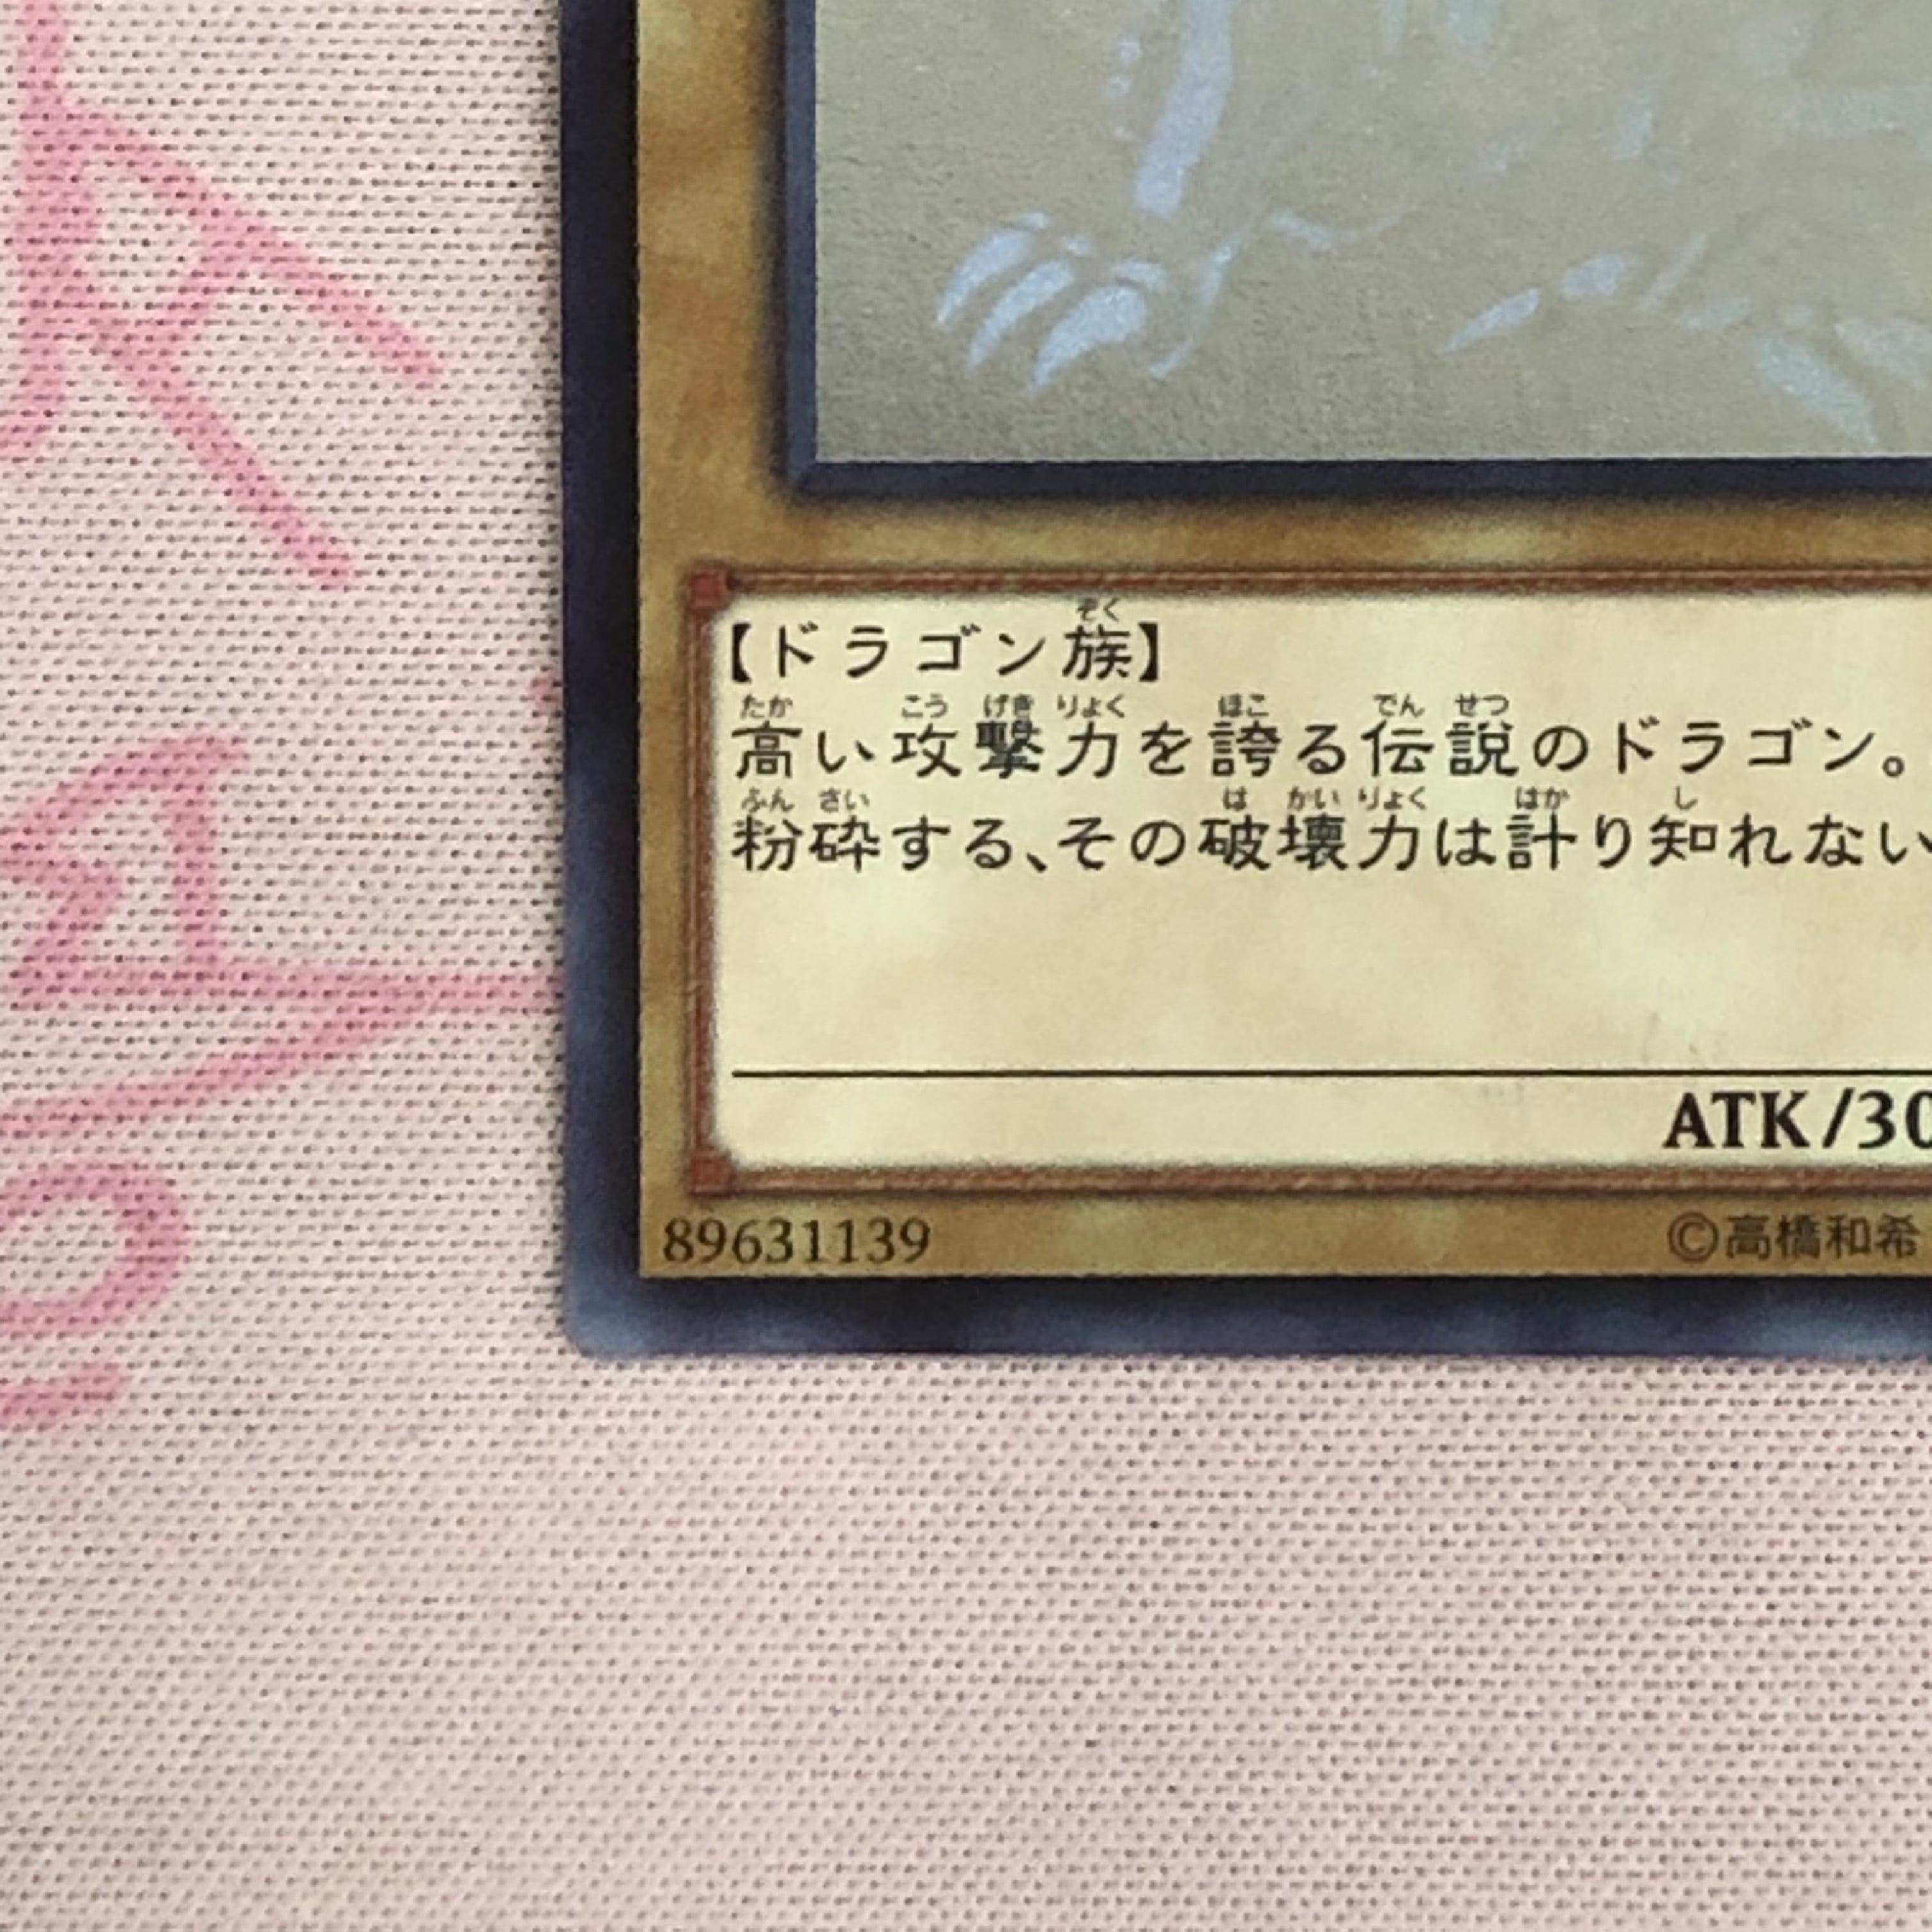 【ドラゴン族】
高い攻撃力を誇る伝説のドラゴン。
粉砕する、その破壊力は計り知れない
ATK/30
89631139 ©高橋和希